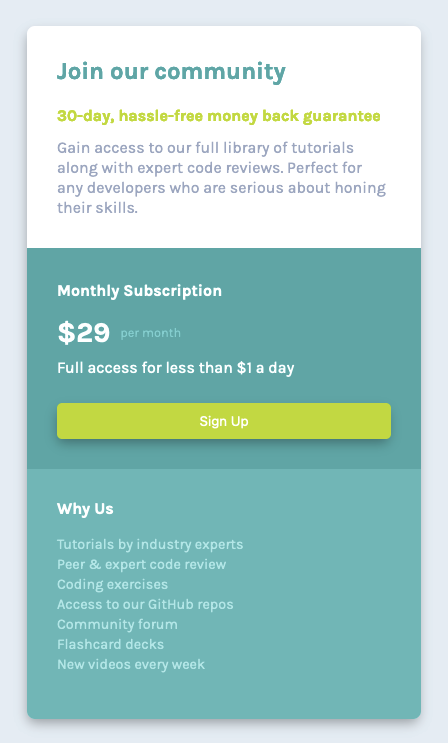 Join our community
30-day, hassle-free money back guarantee
Gain access to our full library of tutorials
along with expert code reviews. Perfect for
any developers who are serious about honing
their skills.
Monthly Subscription
$29 per month
Full access for less than $1 a day
Sign Up
Why Us
Tutorials by industry experts
Peer & expert code review
Coding exercises
Access to our GitHub repos
Community forum
Flashcard decks
New videos every week